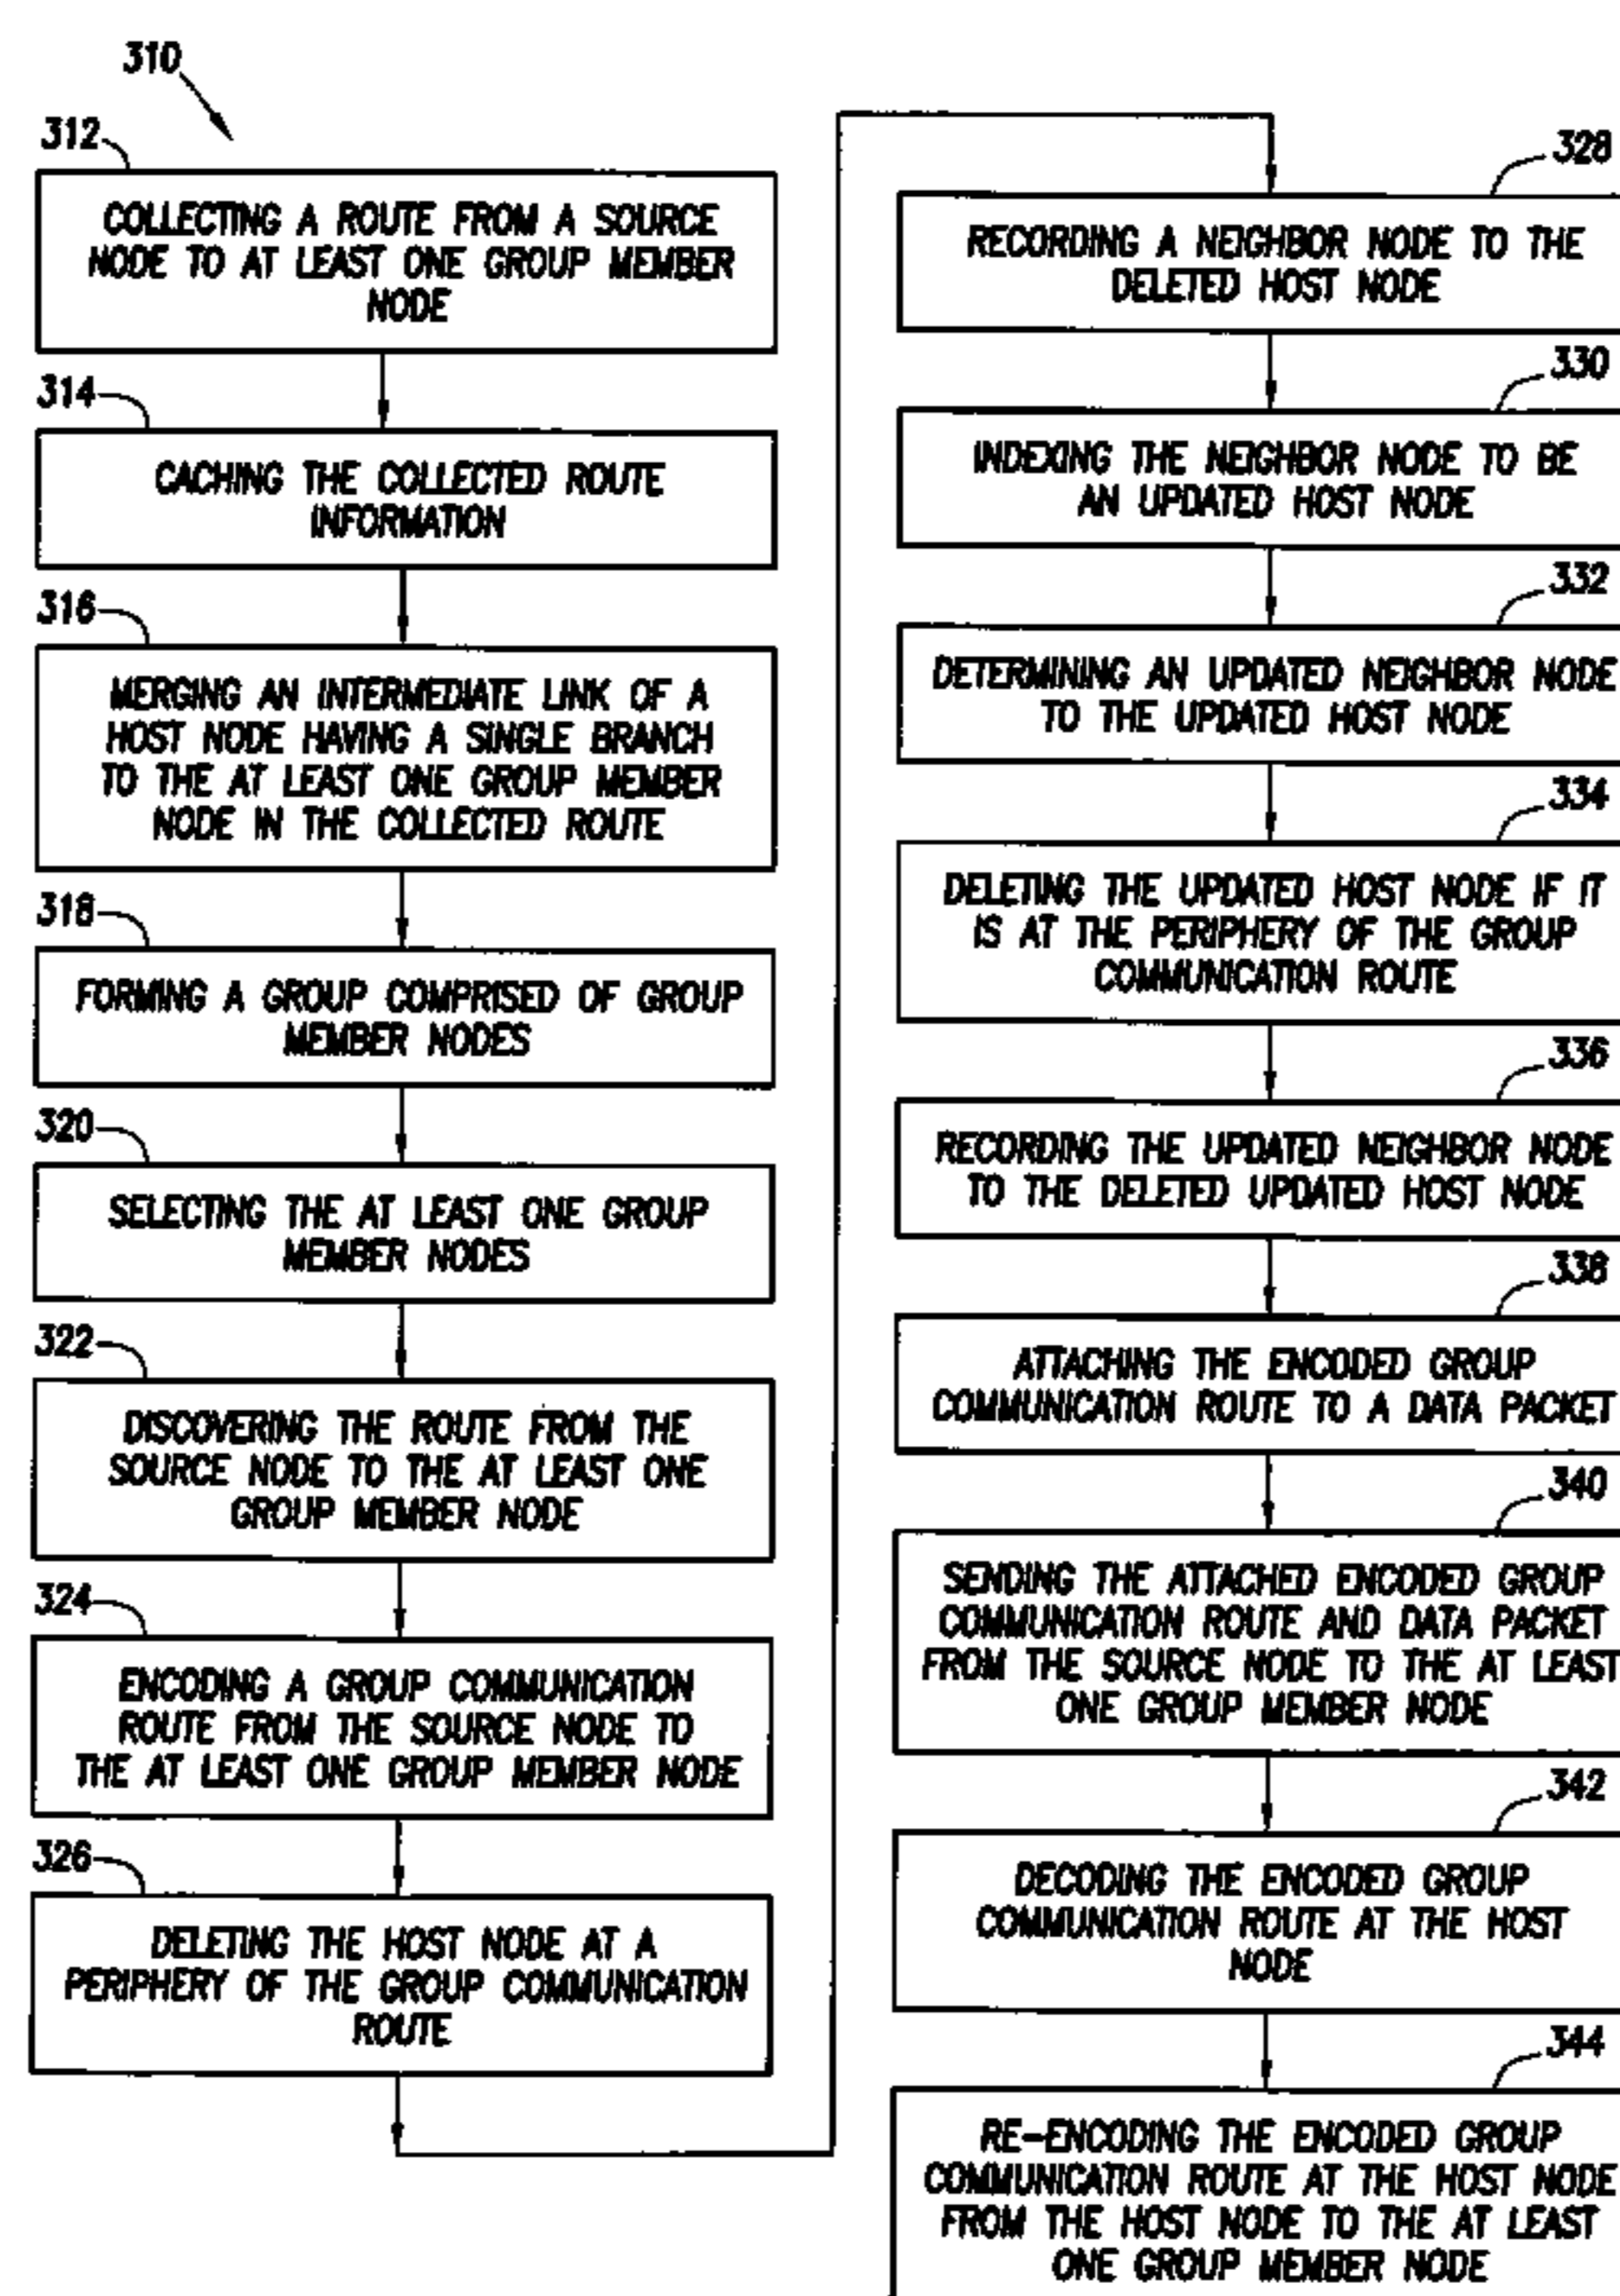 310
312
COLLECTING A ROUTE FROM A SOURCE
NODE TO AT LEAST ONE GROUP MEMBER
NODE
314
CACHING THE COLLECTED ROUTE
INFORMATION
316
MERGING AN INTERMEDIATE LINK OF A
HOST NODE HAVING A SINGLE BRANCH
TO THE AT LEAST ONE GROUP MEMBER
NODE IN THE COLLECTED ROUTE
318
FORMING A GROUP COMPRISED OF GROUP
MEMBER NODES
320
SELECTING THE AT LEAST ONE GROUP
MEMBER NODES
322
DISCOVERING THE ROUTE FROM THE
SOURCE NODE TO THE AT LEAST ONE
GROUP MEMBER NODE
324
ENCODING A GROUP COMMUNICATION
ROUTE FROM THE SOURCE NODE TO
THE AT LEAST ONE GROUP MEMBER NODE
326
DELETING THE HOST NODE AT A
PERIPHERY OF THE GROUP COMMUNICATION
ROUTE
328
RECORDING A NEIGHBOR NODE TO THE
DELETED HOST NODE
330
INDEXING THE NEIGHBOR NODE TO BE
AN UPDATED HOST NODE
332
DETERMINING AN UPDATED NEIGHBOR NODE
TO THE UPDATED HOST NODE
334
DELETING THE UPDATED HOST NODE IF IT
IS AT THE PERIPHERY OF THE GROUP
COMMUNICATION ROUTE
336
RECORDING THE UPDATED NEIGHBOR NODE
TO THE DELETED UPDATED HOST NODE
338
ATTACHING THE ENCODED GROUP
COMMUNICATION ROUTE TO A DATA PACKET
340
SENDING THE ATTACHED ENCODED GROUP
COMMUNICATION ROUTE AND DATA PACKET
FROM THE SOURCE NODE TO THE AT LEAST
ONE GROUP MEMBER NODE
342
DECODING THE ENCODED GROUP
COMMUNICATION ROUTE AT THE HOST
NODE
344
RE-ENCODING THE ENCODED GROUP
COMMUNICATION ROUTE AT THE HOST NODE
FROM THE HOST NODE TO THE AT LEAST
ONE GROUP MEMBER NODE